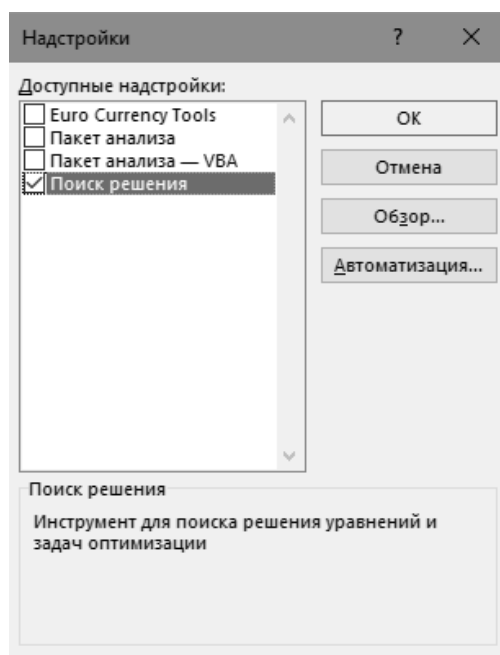 Надстройки
?
Доступные надстройки:
Euro Currency Tools
Пакет анализа
Пакет анализа — VBA
Поиск решения
ОК
Отмена
Обзор...
Автоматизация...
Поиск решения
Инструмент для поиска решения уравнений и
задач оптимизации